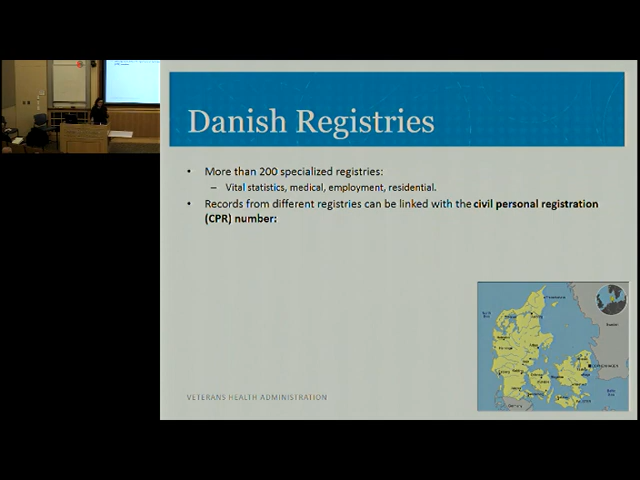 Danish Registries
• More than 200 specialized registries:
– Vital statistics, medical, employment, residential.
• Records from different registries can be linked with the civil personal registration
(CPR) number:
VETERANS HEALTH ADMINISTRATION